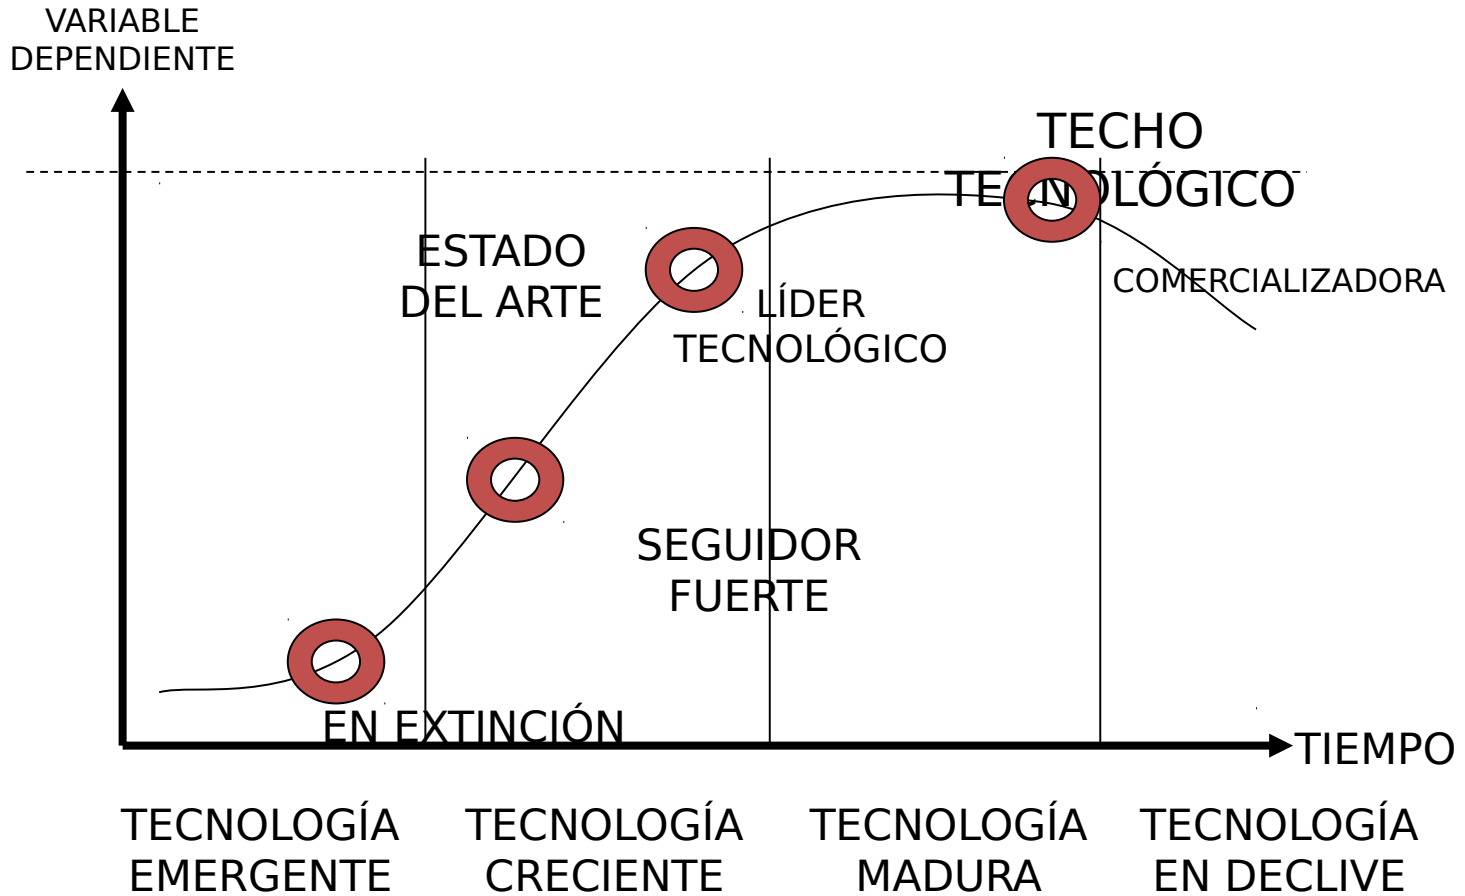 VARIABLE
DEPENDIENTE
TECHO
TECNOLÓGICO
ESTADO
DEL ARTE
LÍDER
TECNOLÓGICO
COMERCIALIZADORA
SEGUIDOR
FUERTE
EN EXTINCIÓN
TIEMPO
TECNOLOGÍA
EMERGENTE
TECNOLOGÍA
CRECIENTE
TECNOLOGÍA
MADURA
TECNOLOGÍA
EN DECLIVE